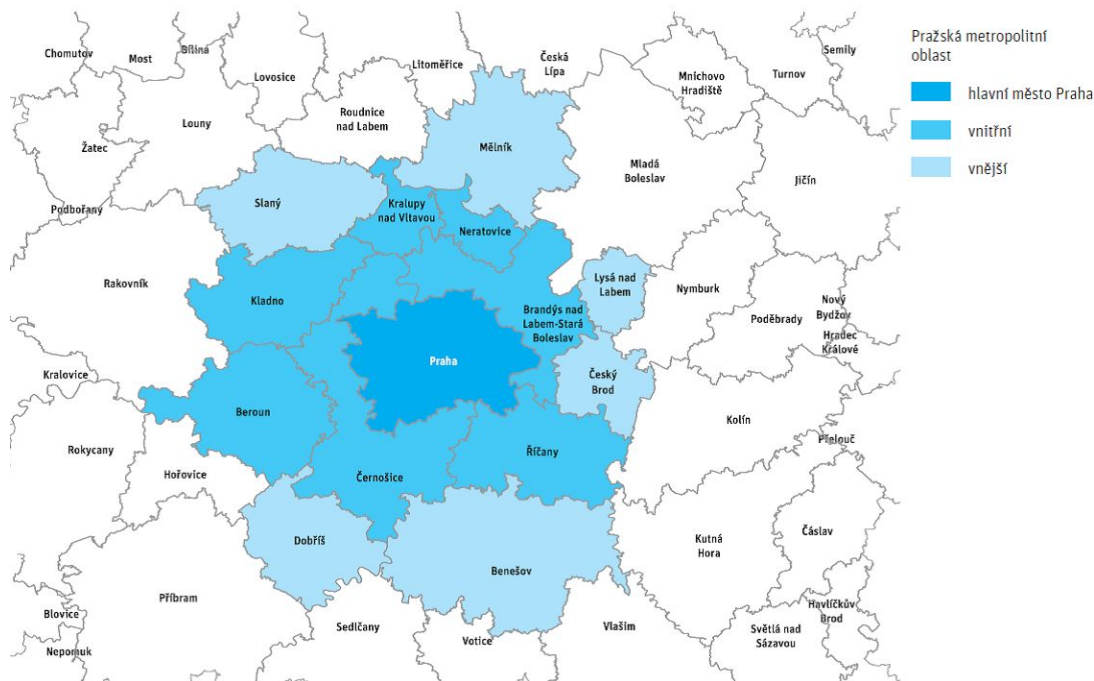 Pražská metropolitní
oblast
hlavní město Praha
vnitřní
vnější
Chomutov
Most
Bílina
Lovosice
Litoměřice
Česká
Lípa
Mnichovo
Hradiště
Turnov
Semily
Žatec
Louny
Roudnice
nad Labem
Mělník
Mladá
Boleslav
Jičín
Podbořany
Slaný
Kralupy
nad Vltavou
Neratovice
Rakovník
Kladno
Brandýs nad
Labem-Stará
Boleslav
Lysá nad
Labem
Nymburk
Poděbrady
Nový
Bydžov
Hradec
Králové
Praha
Kralovice
Beroun
Český
Brod
Kolín
Přelouč
Rokycany
Hořovice
Černošice
Říčany
Dobříš
Benešov
Kutná
Hora
Čáslav
Příbram
Blovice
Nepomuk
Sedlčany
Votice
Vlašim
Světlá nad
Sázavou
Havlíčkův
Brod